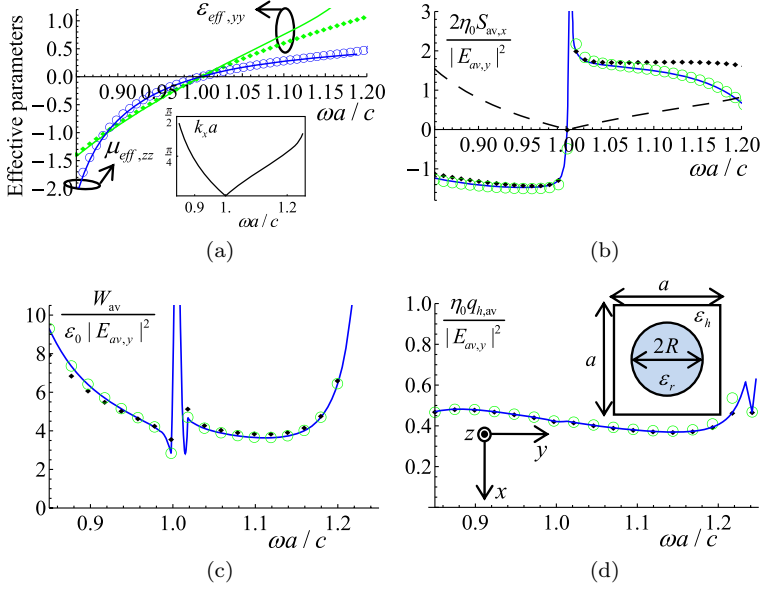 1.0
0.5
0.0
−0.5
−1.0
−1.5
−2.0
Effective parameters
ε_{eff,yy}
μ_{eff,zz}
0.90 0.95 1.00 1.05 1.10 1.15 1.20
ωa / c
π/2
π/4
k_x a
0.9 1. 1.2
ωa / c
(a)
2η_0 S_{av,x} / |E_{av,y}|^2
3
2
1
0
−1
0.90 0.95 1.00 1.05 1.10 1.15 1.20
ωa / c
(b)
W_{av} / ε_0 |E_{av,y}|^2
10
8
6
4
2
0
0.9 1.0 1.1 1.2
ωa / c
(c)
η_0 q_{h,av} / |E_{av,y}|^2
1.0
0.8
0.6
0.4
0.2
a
a
ε_h
2R
ε_r
z
y
x
0.9 1.0 1.1 1.2
ωa / c
(d)